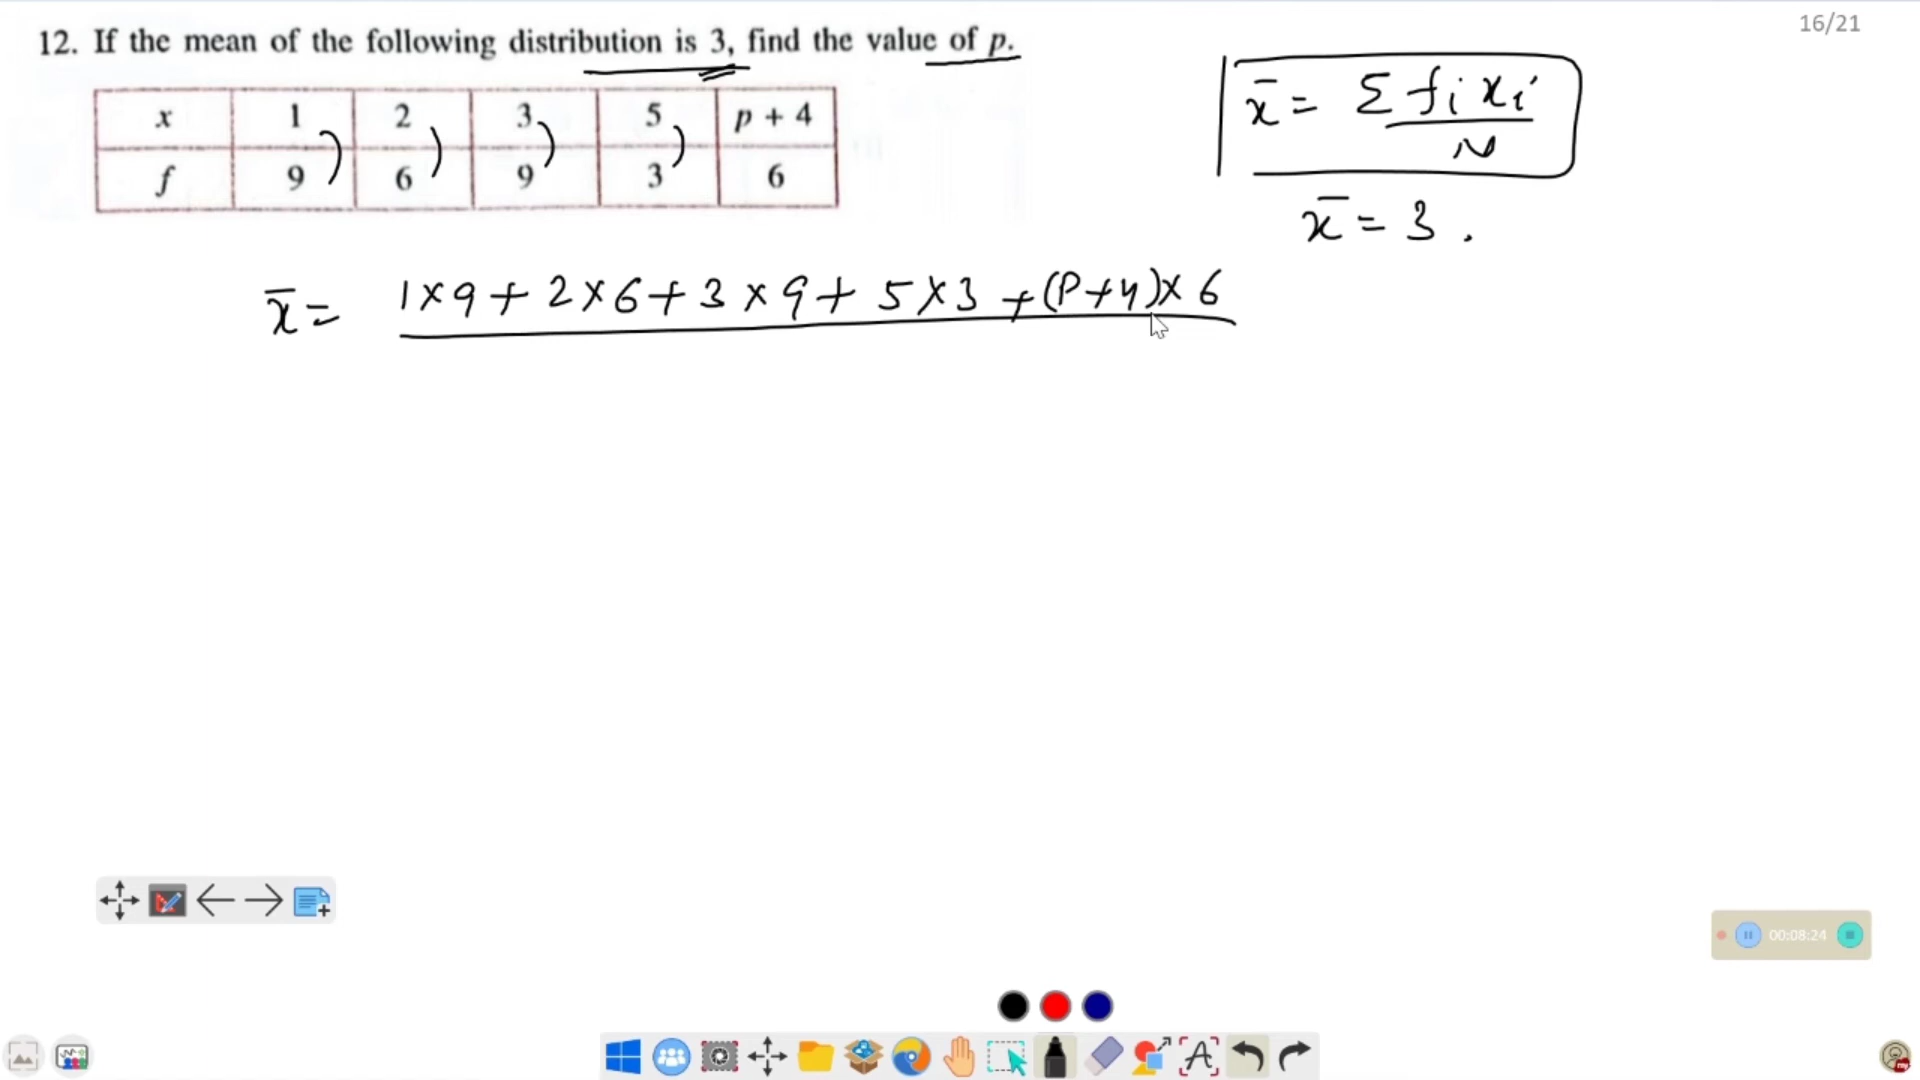 16/21
12. If the mean of the following distribution is 3, find the value of p.
x 1 2 3 5 p + 4
f 9 6 9 3 6
x̄ = Σ fᵢ xᵢ / N
x̄ = 3 .
x̄ = 1×9 + 2×6 + 3×9 + 5×3 + (P+4)×6
00:08:24